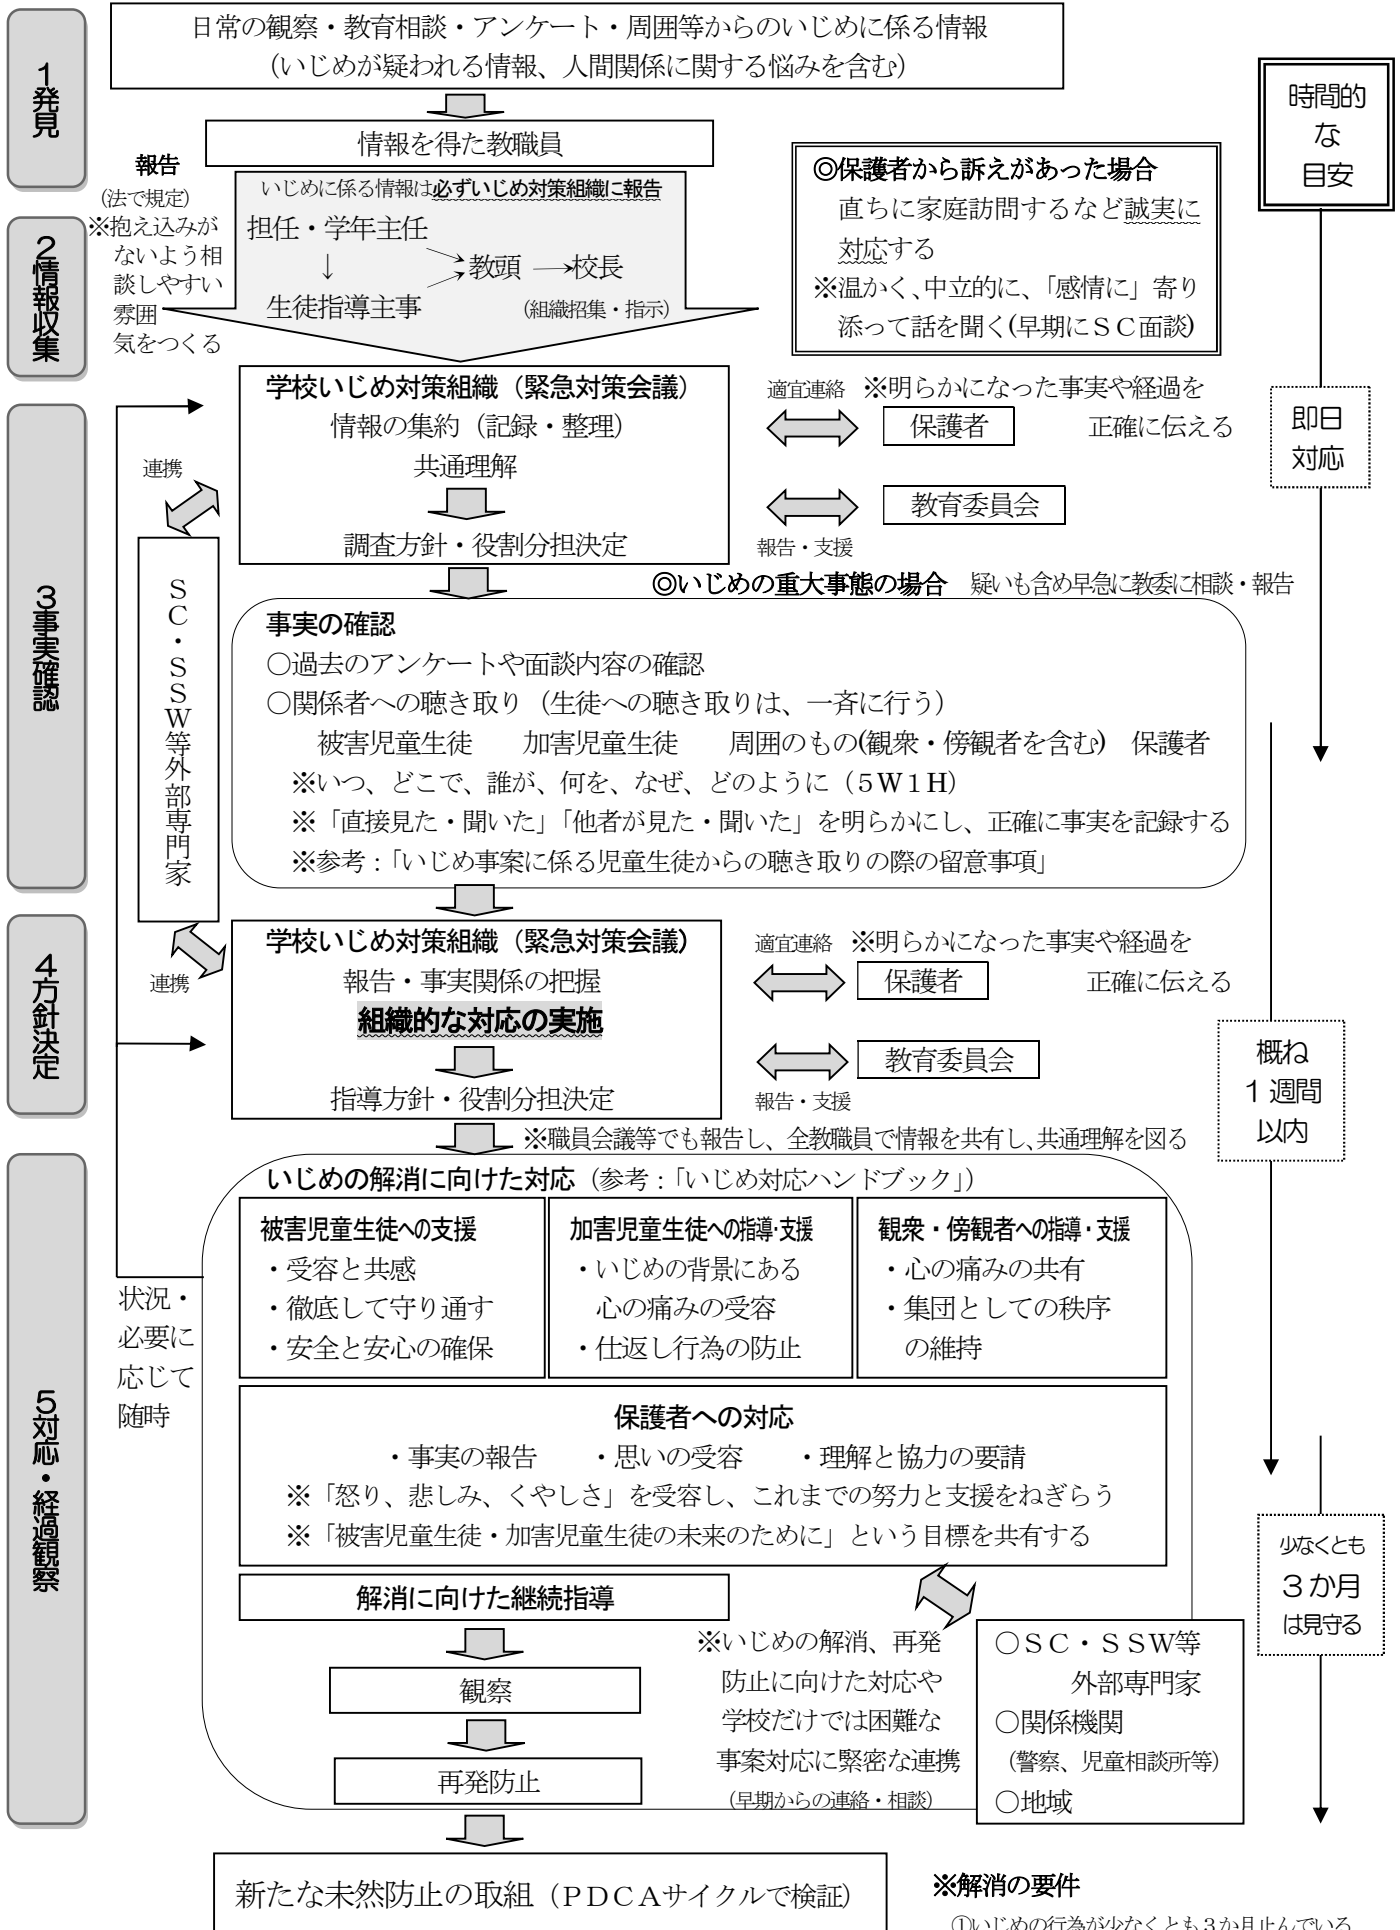 1発見
日常の観察・教育相談・アンケート・周囲等からのいじめに係る情報
（いじめが疑われる情報、人間関係に関する悩みを含む）
時間的
な
目安
情報を得た教職員
報告
（法で規定）
※抱え込みが
ないよう相
談しやすい
雰囲
気をつくる
いじめに係る情報は必ずいじめ対策組織に報告
担任・学年主任
↓
生徒指導主事
教頭
校長
（組織招集・指示）
◎保護者から訴えがあった場合
直ちに家庭訪問するなど誠実に
対応する
※温かく、中立的に、「感情に」寄り
添って話を聞く(早期にＳＣ面談)
2情報収集
学校いじめ対策組織（緊急対策会議）
情報の集約（記録・整理）
共通理解
調査方針・役割分担決定
適宜連絡
※明らかになった事実や経過を
正確に伝える
保護者
教育委員会
報告・支援
即日
対応
連携
ＳＣ・ＳＳＷ等外部専門家
3事実確認
◎いじめの重大事態の場合　疑いも含め早急に教委に相談・報告
事実の確認
○過去のアンケートや面談内容の確認
○関係者への聴き取り（生徒への聴き取りは、一斉に行う）
被害児童生徒　　加害児童生徒　　周囲のもの(観衆・傍観者を含む)　保護者
※いつ、どこで、誰が、何を、なぜ、どのように（５Ｗ１Ｈ）
※「直接見た・聞いた」「他者が見た・聞いた」を明らかにし、正確に事実を記録する
※参考：「いじめ事案に係る児童生徒からの聴き取りの際の留意事項」
連携
4方針決定
学校いじめ対策組織（緊急対策会議）
報告・事実関係の把握
組織的な対応の実施
指導方針・役割分担決定
適宜連絡
※明らかになった事実や経過を
正確に伝える
保護者
教育委員会
報告・支援
概ね
1週間
以内
※職員会議等でも報告し、全教職員で情報を共有し、共通理解を図る
5対応・経過観察
状況・
必要に
応じて
随時
いじめの解消に向けた対応（参考：「いじめ対応ハンドブック」）
被害児童生徒への支援
・受容と共感
・徹底して守り通す
・安全と安心の確保
加害児童生徒への指導・支援
・いじめの背景にある
心の痛みの受容
・仕返し行為の防止
観衆・傍観者への指導・支援
・心の痛みの共有
・集団としての秩序
の維持
保護者への対応
・事実の報告　　・思いの受容　　・理解と協力の要請
※「怒り、悲しみ、くやしさ」を受容し、これまでの努力と支援をねぎらう
※「被害児童生徒・加害児童生徒の未来のために」という目標を共有する
少なくとも
3か月
は見守る
解消に向けた継続指導
観察
再発防止
※いじめの解消、再発
防止に向けた対応や
学校だけでは困難な
事案対応に緊密な連携
（早期からの連絡・相談）
○ＳＣ・ＳＳＷ等
外部専門家
○関係機関
（警察、児童相談所等）
○地域
新たな未然防止の取組（ＰＤＣＡサイクルで検証）
※解消の要件
①いじめの行為が少なくとも３か月止んでいる